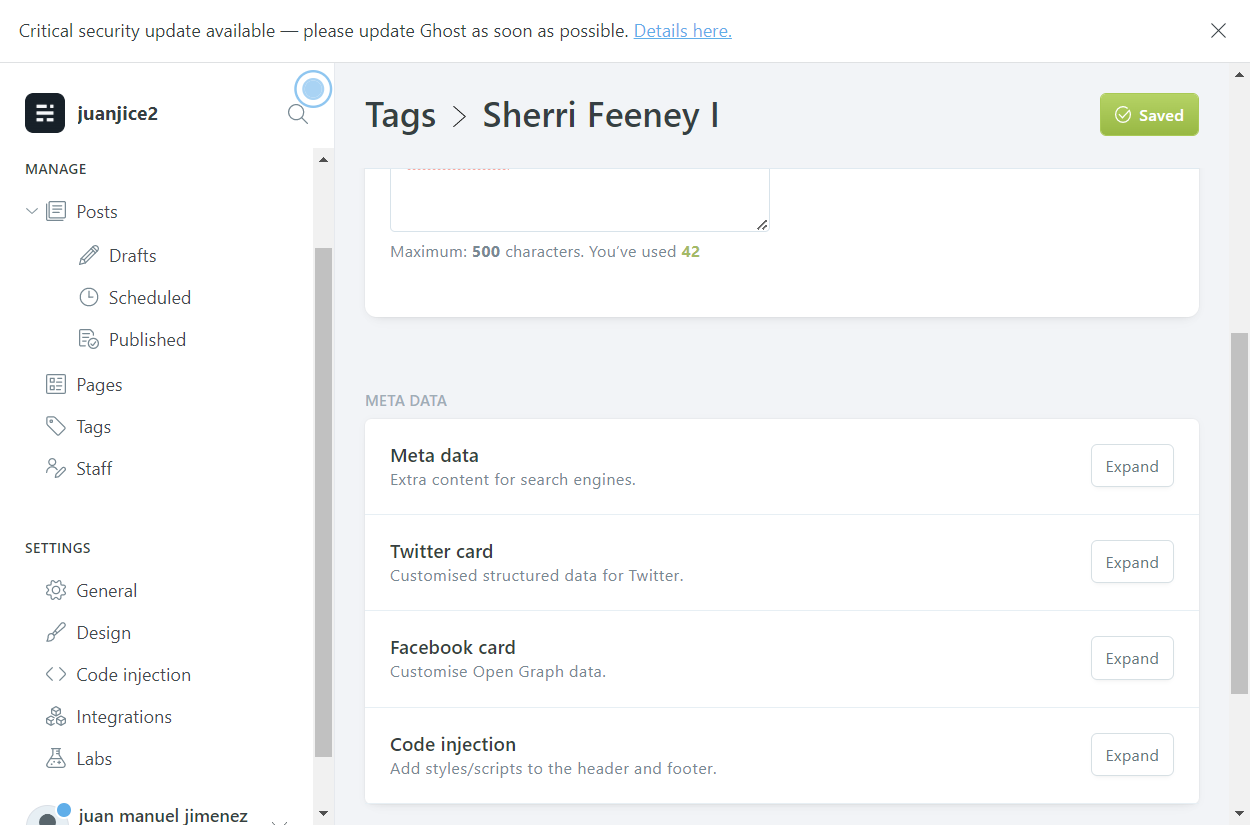 Critical security update available — please update Ghost as soon as possible. Details here.
juanjice2
MANAGE
Posts
Drafts
Scheduled
Published
Pages
Tags
Staff
SETTINGS
General
Design
Code injection
Integrations
Labs
juan manuel jimenez
Tags > Sherri Feeney I
Saved
Maximum: 500 characters. You’ve used 42
META DATA
Meta data
Extra content for search engines.
Expand
Twitter card
Customised structured data for Twitter.
Expand
Facebook card
Customise Open Graph data.
Expand
Code injection
Add styles/scripts to the header and footer.
Expand